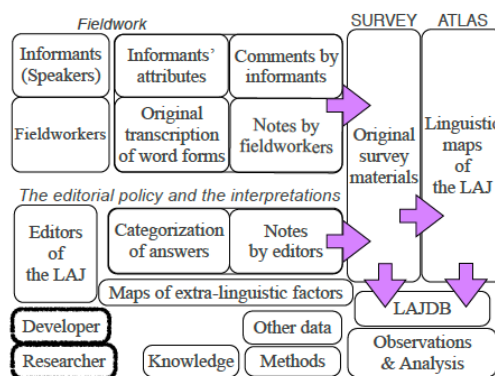 Fieldwork
SURVEY
ATLAS
Informants
(Speakers)
Informants'
attributes
Comments by
informants
Fieldworkers
Original
transcription
of word forms
Notes by
fieldworkers
Original
survey
materials
Linguistic
maps
of
the LAJ
The editorial policy and the interpretations
Editors
of
the LAJ
Categorization
of answers
Notes
by editors
Maps of extra-linguistic factors
LAJDB
Developer
Other data
Observations
& Analysis
Researcher
Knowledge
Methods